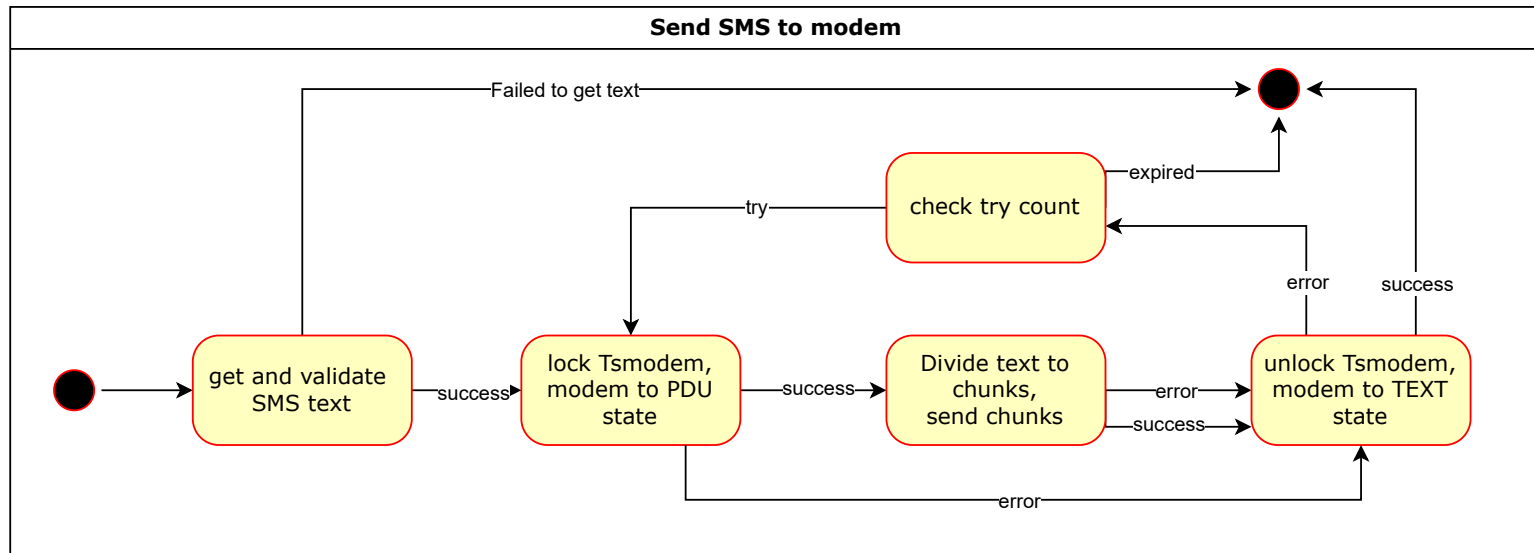 Send SMS to modem
Failed to get text
expired
check try count
try
error
success
get and validate
SMS text
success
lock Tsmodem,
modem to PDU
state
success
Divide text to
chunks,
send chunks
error
success
unlock Tsmodem,
modem to TEXT
state
error